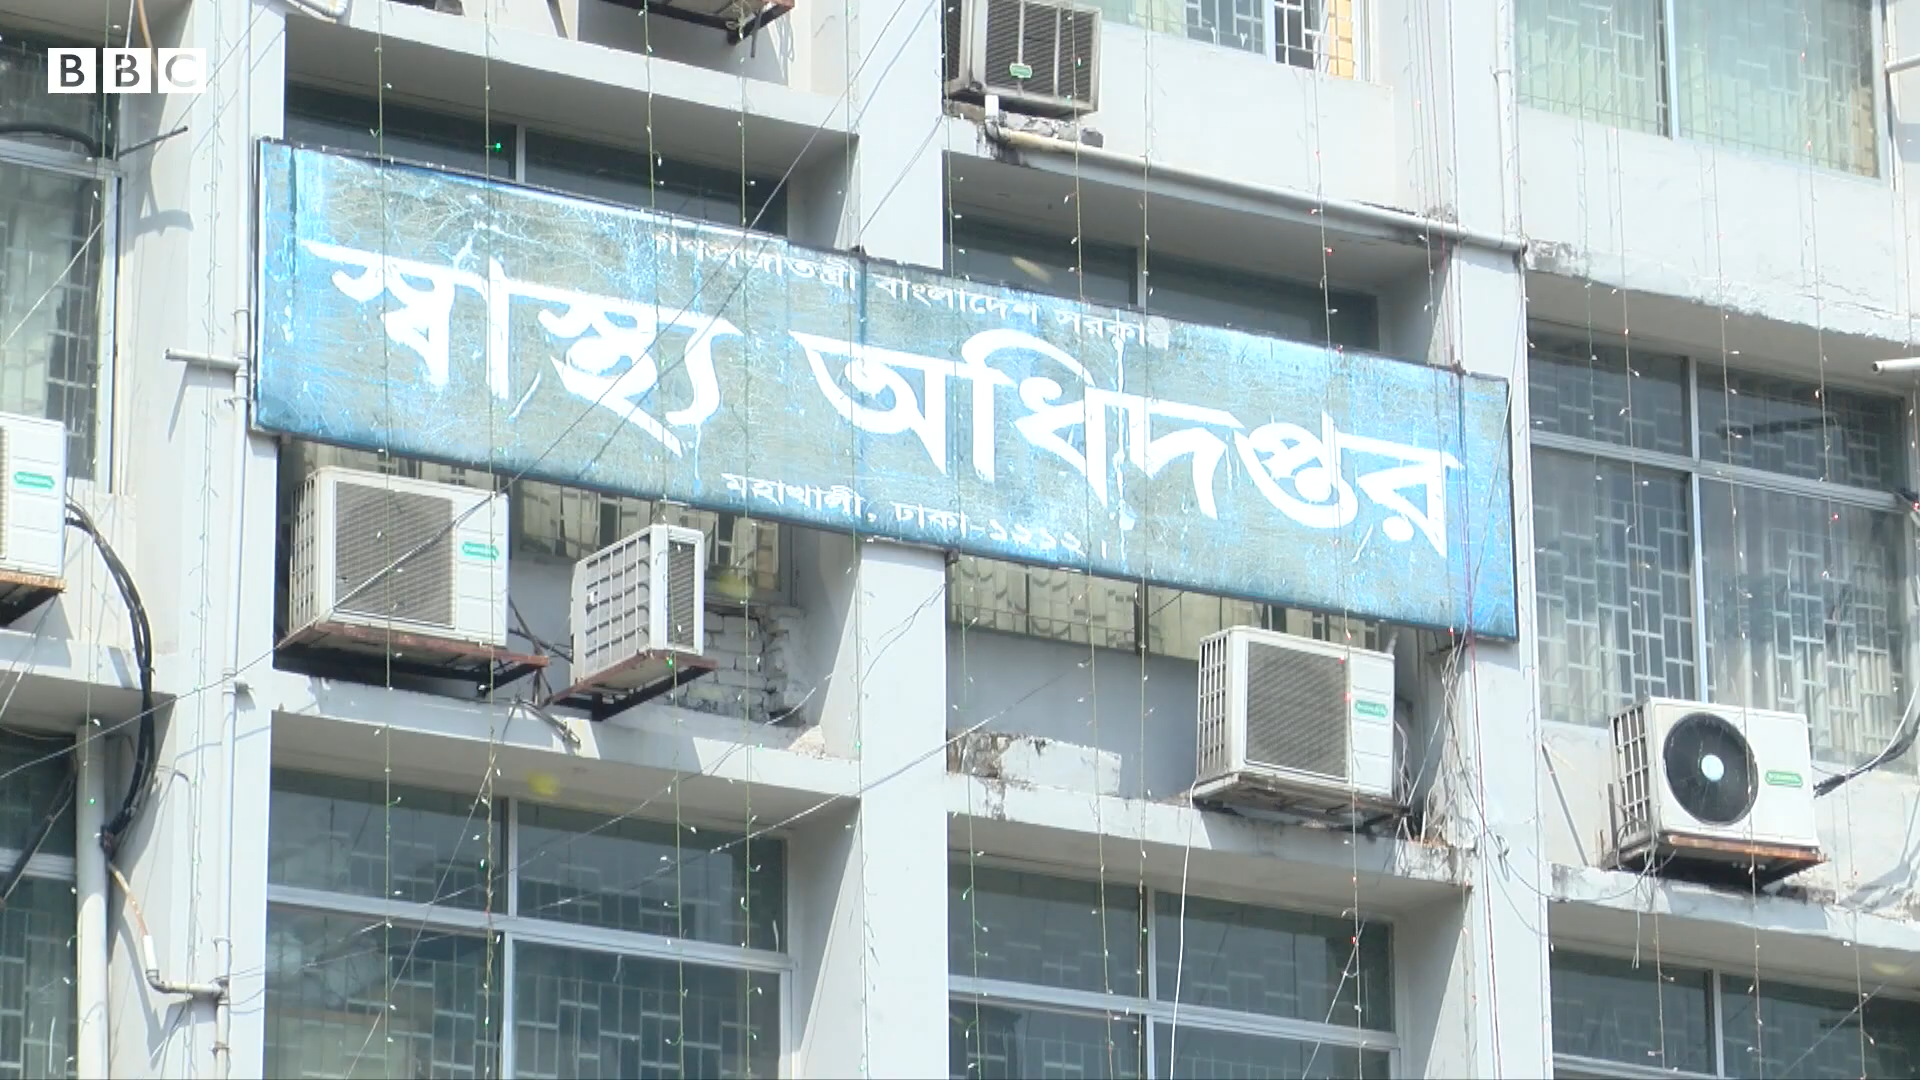 BBC
গণপ্রজাতন্ত্রী বাংলাদেশ সরকা
স্বাস্থ্য অধিদপ্তর
মহাখালী, ঢাকা-১২১২।